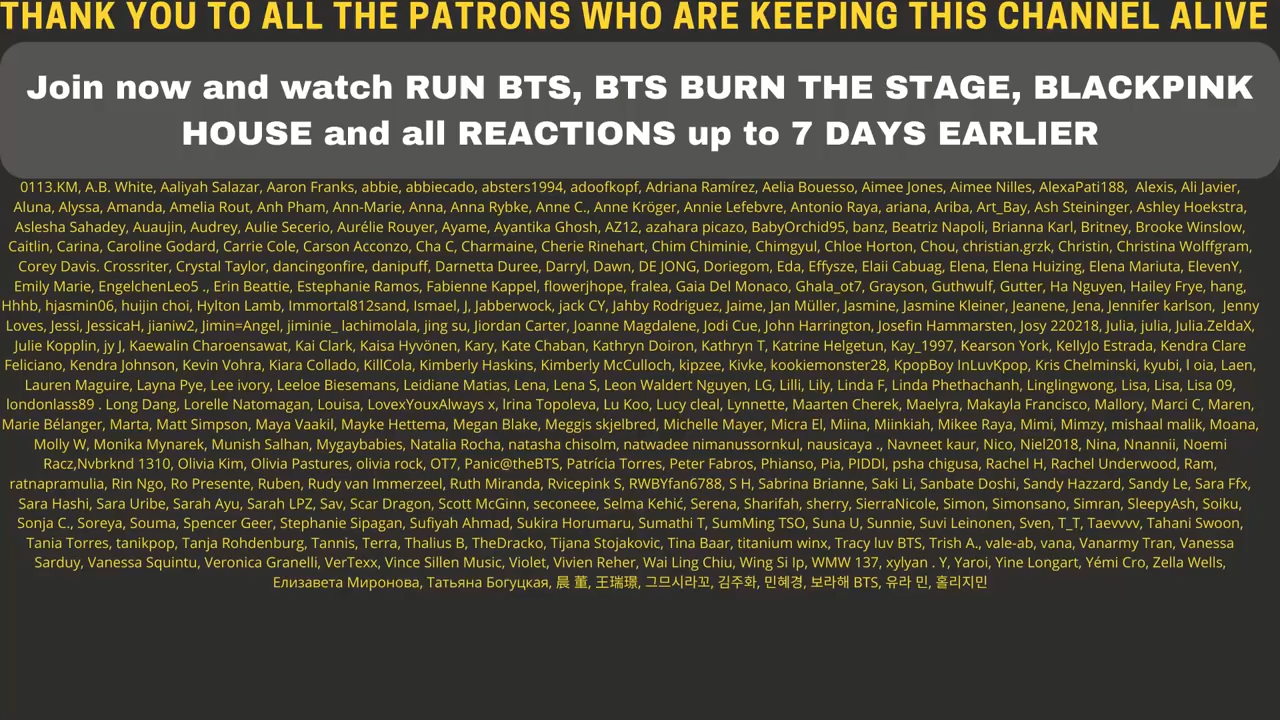 THANK YOU TO ALL THE PATRONS WHO ARE KEEPING THIS CHANNEL ALIVE
Join now and watch RUN BTS, BTS BURN THE STAGE, BLACKPINK
HOUSE and all REACTIONS up to 7 DAYS EARLIER
0113.KM, A.B. White, Aaliyah Salazar, Aaron Franks, abbie, abbiecado, absters1994, adoofkopf, Adriana Ramírez, Aelia Bouesso, Aimee Jones, Aimee Nilles, AlexaPati188, Alexis, Ali Javier,
Aluna, Alyssa, Amanda, Amelia Rout, Anh Pham, Ann-Marie, Anna, Anna Rybke, Anne C., Anne Kröger, Annie Lefebvre, Antonio Raya, ariana, Ariba, Art_Bay, Ash Steininger, Ashley Hoekstra,
Aslesha Sahadey, Auaujin, Audrey, Aulie Secerio, Aurélie Rouyer, Ayame, Ayantika Ghosh, AZ12, azahara picazo, BabyOrchid95, banz, Beatriz Napoli, Brianna Karl, Britney, Brooke Winslow,
Caitlin, Carina, Caroline Godard, Carrie Cole, Carson Acconzo, Cha C, Charmaine, Cherie Rinehart, Chim Chiminie, Chimgyul, Chloe Horton, Chou, christian.grzk, Christin, Christina Wolffgram,
Corey Davis. Crossriter, Crystal Taylor, dancingonfire, danipuff, Darnetta Duree, Darryl, Dawn, DE JONG, Doriegom, Eda, Effysze, Elaii Cabuag, Elena, Elena Huizing, Elena Mariuta, ElevenY,
Emily Marie, EngelchenLeo5 ., Erin Beattie, Estephanie Ramos, Fabienne Kappel, flowerjhope, fralea, Gaia Del Monaco, Ghala_ot7, Grayson, Guthwulf, Gutter, Ha Nguyen, Hailey Frye, hang,
Hhhb, hjasmin06, huijin choi, Hylton Lamb, Immortal812sand, Ismael, J, Jabberwock, jack CY, Jahby Rodriguez, Jaime, Jan Müller, Jasmine, Jasmine Kleiner, Jeanene, Jena, Jennifer karlson, Jenny
Loves, Jessi, JessicaH, jianiw2, Jimin=Angel, jiminie_ lachimolala, jing su, Jiordan Carter, Joanne Magdalene, Jodi Cue, John Harrington, Josefin Hammarsten, Josy 220218, Julia, julia, Julia.ZeldaX,
Julie Kopplin, jy J, Kaewalin Charoensawat, Kai Clark, Kaisa Hyvönen, Kary, Kate Chaban, Kathryn Doiron, Kathryn T, Katrine Helgetun, Kay_1997, Kearson York, KellyJo Estrada, Kendra Clare
Feliciano, Kendra Johnson, Kevin Vohra, Kiara Collado, KillCola, Kimberly Haskins, Kimberly McCulloch, kipzee, Kivke, kookiemonster28, KpopBoy InLuvKpop, Kris Chelminski, kyubi, l oia, Laen,
Lauren Maguire, Layna Pye, Lee ivory, Leeloe Biesemans, Leidiane Matias, Lena, Lena S, Leon Waldert Nguyen, LG, Lilli, Lily, Linda F, Linda Phethachanh, Linglingwong, Lisa, Lisa, Lisa 09,
londonlass89 . Long Dang, Lorelle Natomagan, Louisa, LovexYouxAlways x, lrina Topoleva, Lu Koo, Lucy cleal, Lynnette, Maarten Cherek, Maelyra, Makayla Francisco, Mallory, Marci C, Maren,
Marie Bélanger, Marta, Matt Simpson, Maya Vaakil, Mayke Hettema, Megan Blake, Meggis skjelbred, Michelle Mayer, Micra El, Miina, Miinkiah, Mikee Raya, Mimi, Mimzy, mishaal malik, Moana,
Molly W, Monika Mynarek, Munish Salhan, Mygaybabies, Natalia Rocha, natasha chisolm, natwadee nimanussornkul, nausicaya ., Navneet kaur, Nico, Niel2018, Nina, Nnannii, Noemi
Racz,Nvbrknd 1310, Olivia Kim, Olivia Pastures, olivia rock, OT7, Panic@theBTS, Patrícia Torres, Peter Fabros, Phianso, Pia, PIDDI, psha chigusa, Rachel H, Rachel Underwood, Ram,
ratnapramulia, Rin Ngo, Ro Presente, Ruben, Rudy van Immerzeel, Ruth Miranda, Rvicepink S, RWBYfan6788, S H, Sabrina Brianne, Saki Li, Sanbate Doshi, Sandy Hazzard, Sandy Le, Sara Ffx,
Sara Hashi, Sara Uribe, Sarah Ayu, Sarah LPZ, Sav, Scar Dragon, Scott McGinn, seconeee, Selma Kehić, Serena, Sharifah, sherry, SierraNicole, Simon, Simonsano, Simran, SleepyAsh, Soiku,
Sonja C., Soreya, Souma, Spencer Geer, Stephanie Sipagan, Sufiyah Ahmad, Sukira Horumaru, Sumathi T, SumMing TSO, Suna U, Sunnie, Suvi Leinonen, Sven, T_T, Taevvvv, Tahani Swoon,
Tania Torres, tanikpop, Tanja Rohdenburg, Tannis, Terra, Thalius B, TheDracko, Tijana Stojakovic, Tina Baar, titanium winx, Tracy luv BTS, Trish A., vale-ab, vana, Vanarmy Tran, Vanessa
Sarduy, Vanessa Squintu, Veronica Granelli, VerTexx, Vince Sillen Music, Violet, Vivien Reher, Wai Ling Chiu, Wing Si Ip, WMW 137, xylyan . Y, Yaroi, Yine Longart, Yémi Cro, Zella Wells,
Елизавета Миронова, Татьяна Богуцкая, 晨 董, 王瑞璟, 그므시라꼬, 김주화, 민혜경, 보라해 BTS, 유라 민, 홀리지민